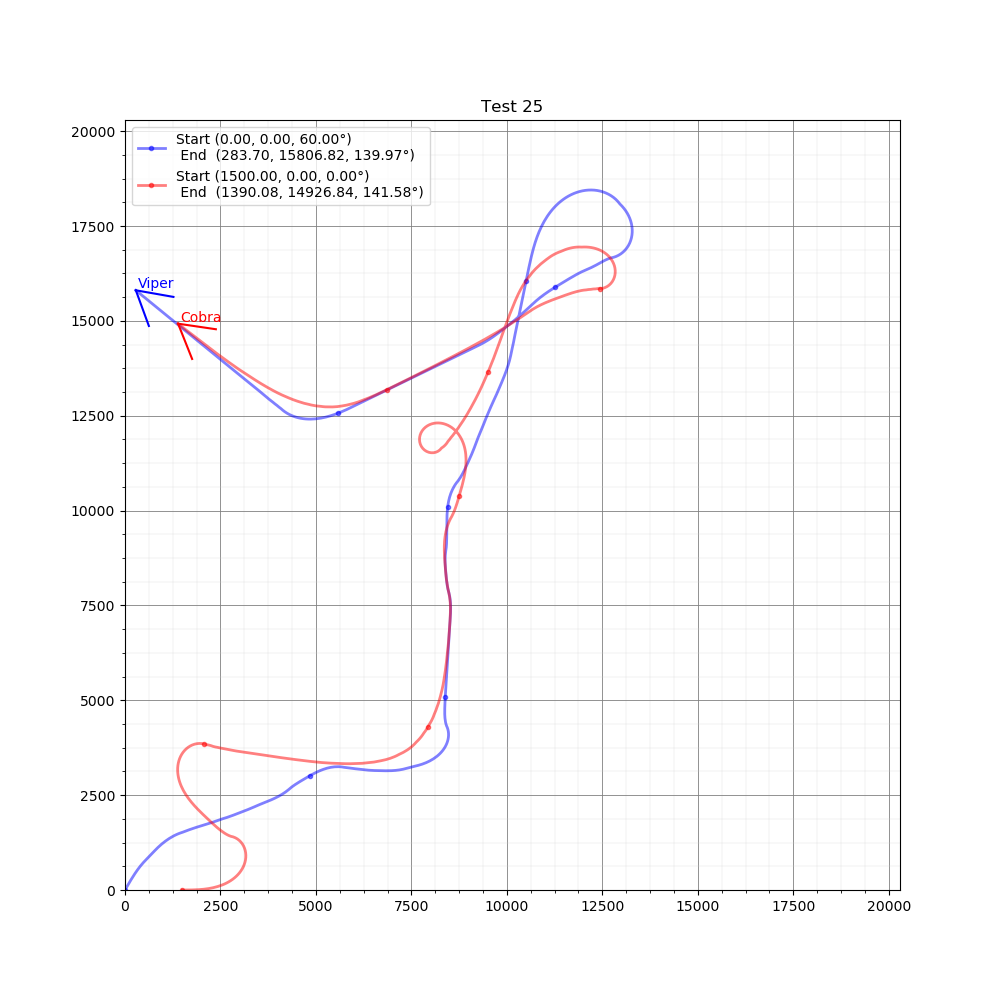 Test 25
Start (0.00, 0.00, 60.00°)
End  (283.70, 15806.82, 139.97°)
Start (1500.00, 0.00, 0.00°)
End  (1390.08, 14926.84, 141.58°)
20000
17500
15000
12500
10000
7500
5000
2500
0
Viper
Cobra
0 2500 5000 7500 10000 12500 15000 17500 20000